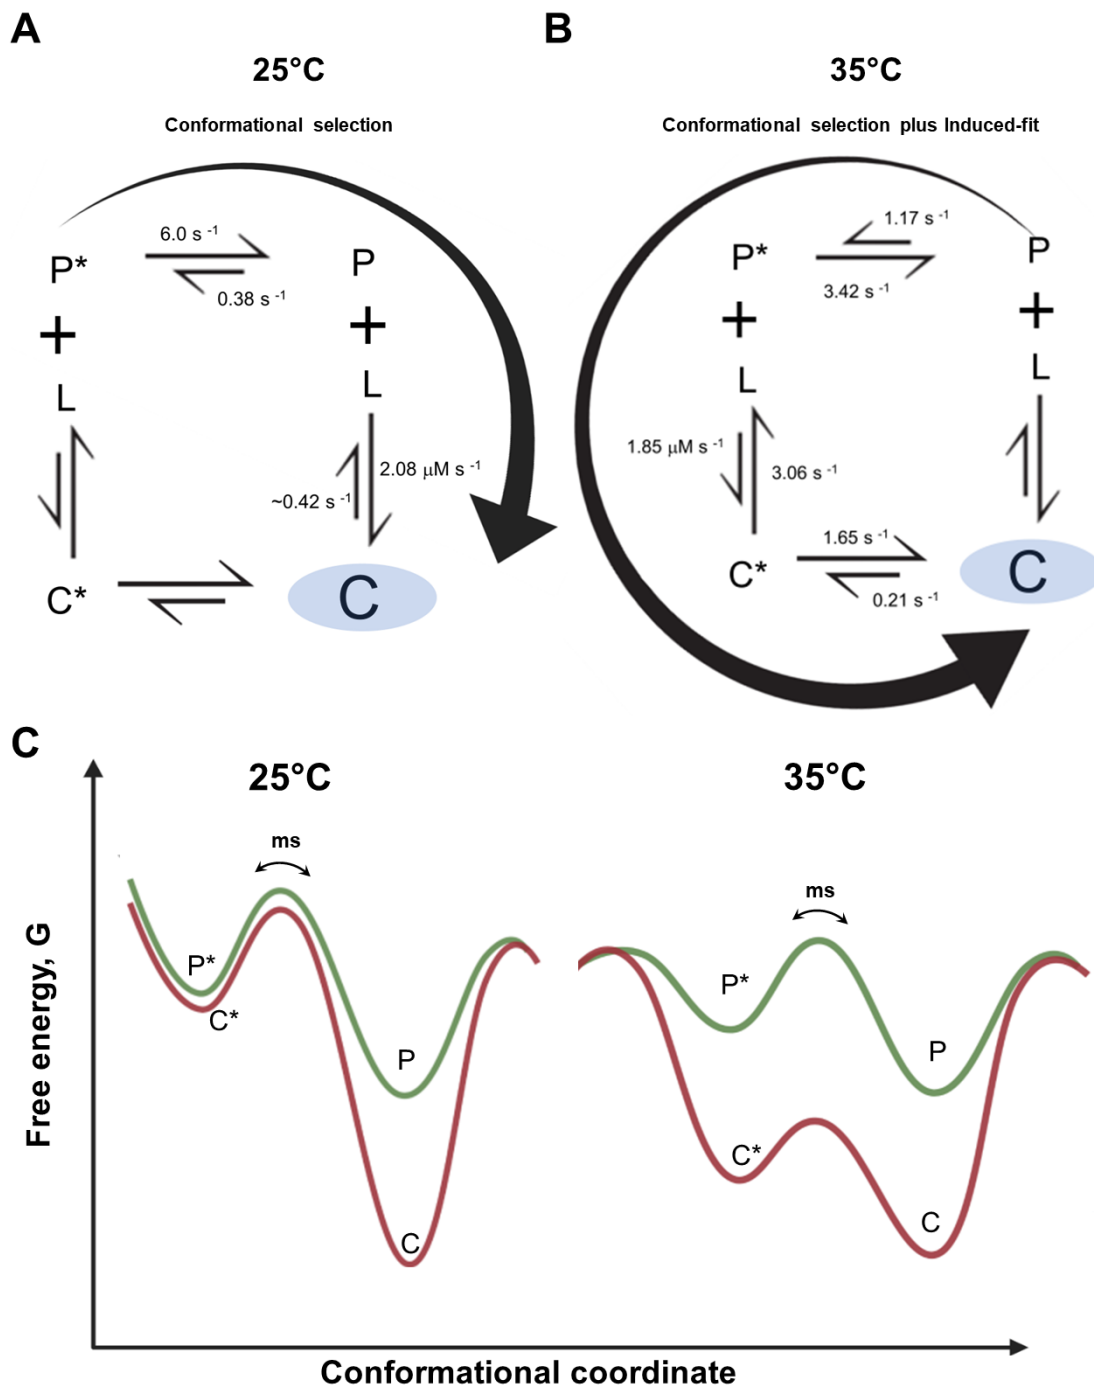 A
25°C
Conformational selection
6.0 s -1
P*
P
0.38 s -1
+
+
L
L
2.08 μM s -1
~0.42 s -1
C*
C
B
35°C
Conformational selection plus Induced-fit
1.17 s -1
P*
P
3.42 s -1
+
+
L
L
1.85 μM s -1
3.06 s -1
1.65 s -1
C*
C
0.21 s -1
C
25°C
35°C
ms
ms
P*
C*
P
C
P*
P
C*
C
Free energy, G
Conformational coordinate